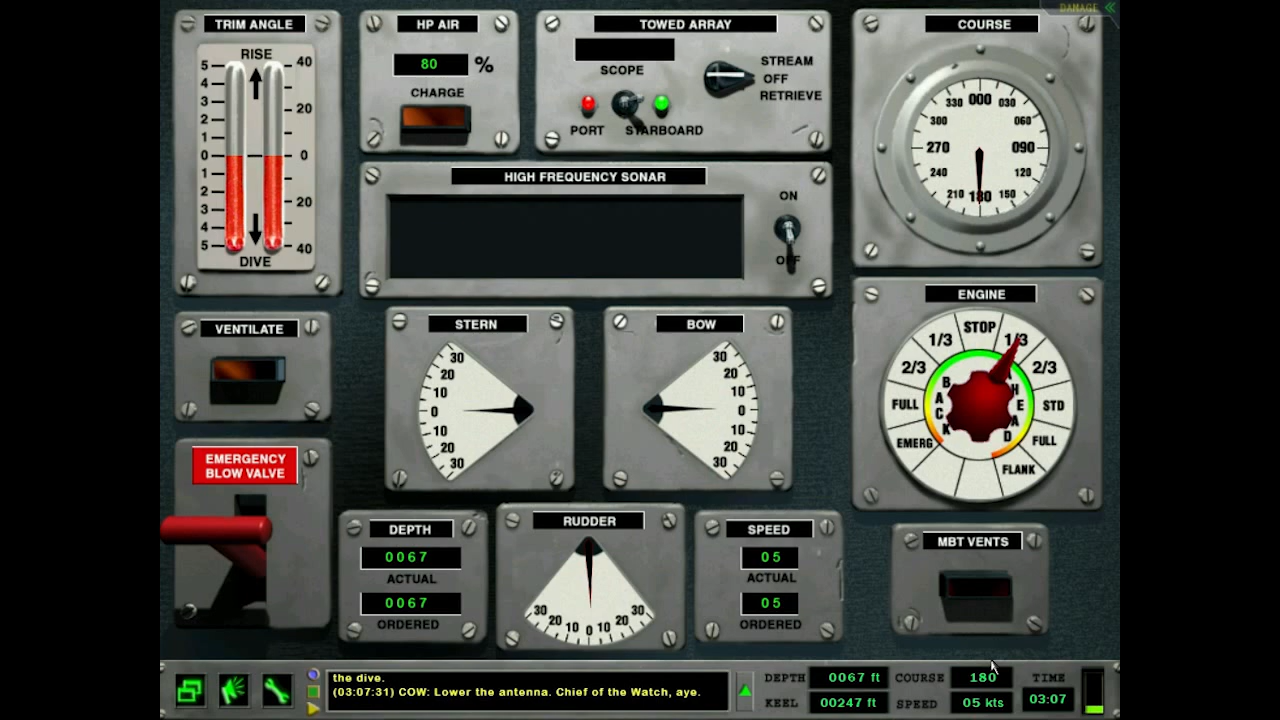 DAMAGE
TRIM ANGLE
RISE
5 40
4
3 20
2
1
0 0
1
2
3 20
4
5 40
DIVE
HP AIR
80 %
CHARGE
TOWED ARRAY
SCOPE
PORT STARBOARD
STREAM
OFF
RETRIEVE
COURSE
000
330 030
300 060
270 090
240 120
210 150
180
HIGH FREQUENCY SONAR
ON
OFF
VENTILATE
STERN
30
20
10
0
10
20
30
BOW
30
20
10
0
10
20
30
ENGINE
STOP
1/3 1/3
2/3 2/3
FULL STD
EMERG FULL
FLANK
BACK
AHEAD
EMERGENCY
BLOW VALVE
DEPTH
0067
ACTUAL
0067
ORDERED
RUDDER
30 20 10 0 10 20 30
SPEED
05
ACTUAL
05
ORDERED
MBT VENTS
the dive.
(03:07:31) COW: Lower the antenna. Chief of the Watch, aye.
DEPTH 0067 ft COURSE 180 TIME
KEEL 00247 ft SPEED 05 kts 03:07